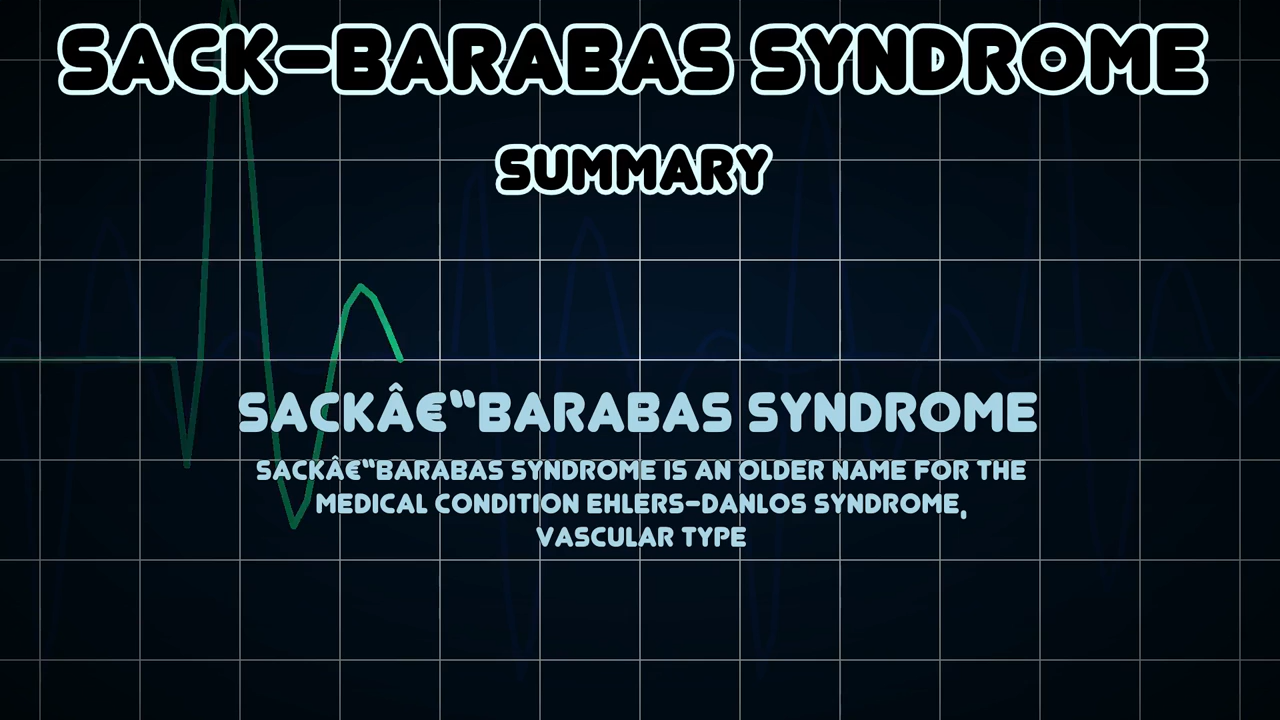 SACK-BARABAS SYNDROME
SUMMARY
SACKÂ€“BARABAS SYNDROME
SACKÂ€“BARABAS SYNDROME IS AN OLDER NAME FOR THE
MEDICAL CONDITION EHLERS-DANLOS SYNDROME,
VASCULAR TYPE